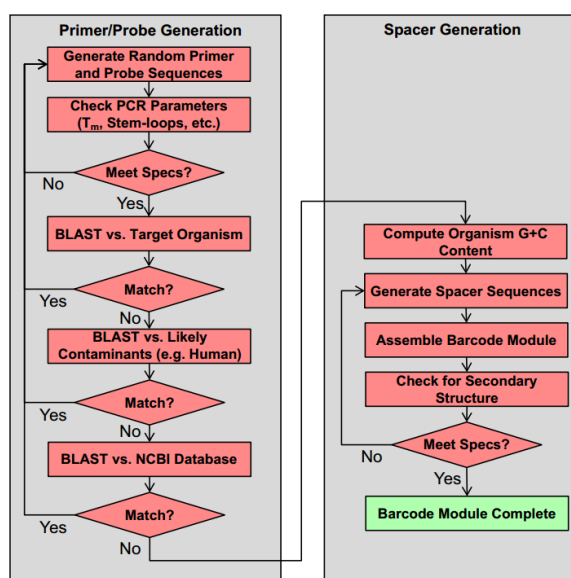 Primer/Probe Generation
Generate Random Primer
and Probe Sequences
Check PCR Parameters
(Tm, Stem-loops, etc.)
Meet Specs?
No
Yes
BLAST vs. Target Organism
Match?
Yes
No
BLAST vs. Likely
Contaminants (e.g. Human)
Match?
Yes
No
BLAST vs. NCBI Database
Match?
Yes
No
Spacer Generation
Compute Organism G+C
Content
Generate Spacer Sequences
Assemble Barcode Module
Check for Secondary
Structure
Meet Specs?
No
Yes
Barcode Module Complete